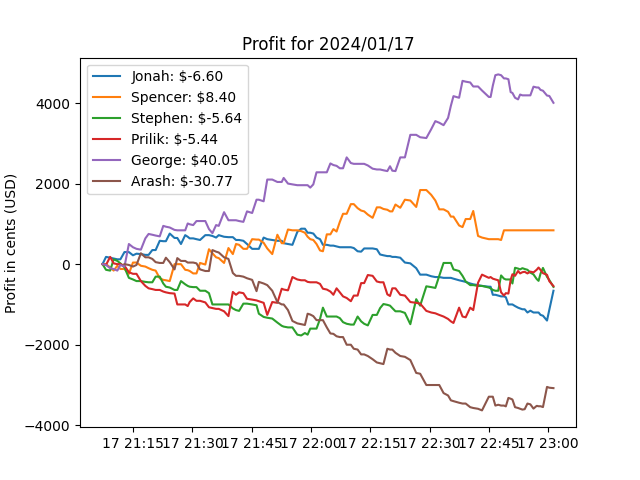 Profit for 2024/01/17
Jonah: $-6.60
Spencer: $8.40
Stephen: $-5.64
Prilik: $-5.44
George: $40.05
Arash: $-30.77
Profit in cents (USD)
4000
2000
0
−2000
−4000
17 21:15 17 21:30 17 21:45 17 22:00 17 22:15 17 22:30 17 22:45 17 23:00